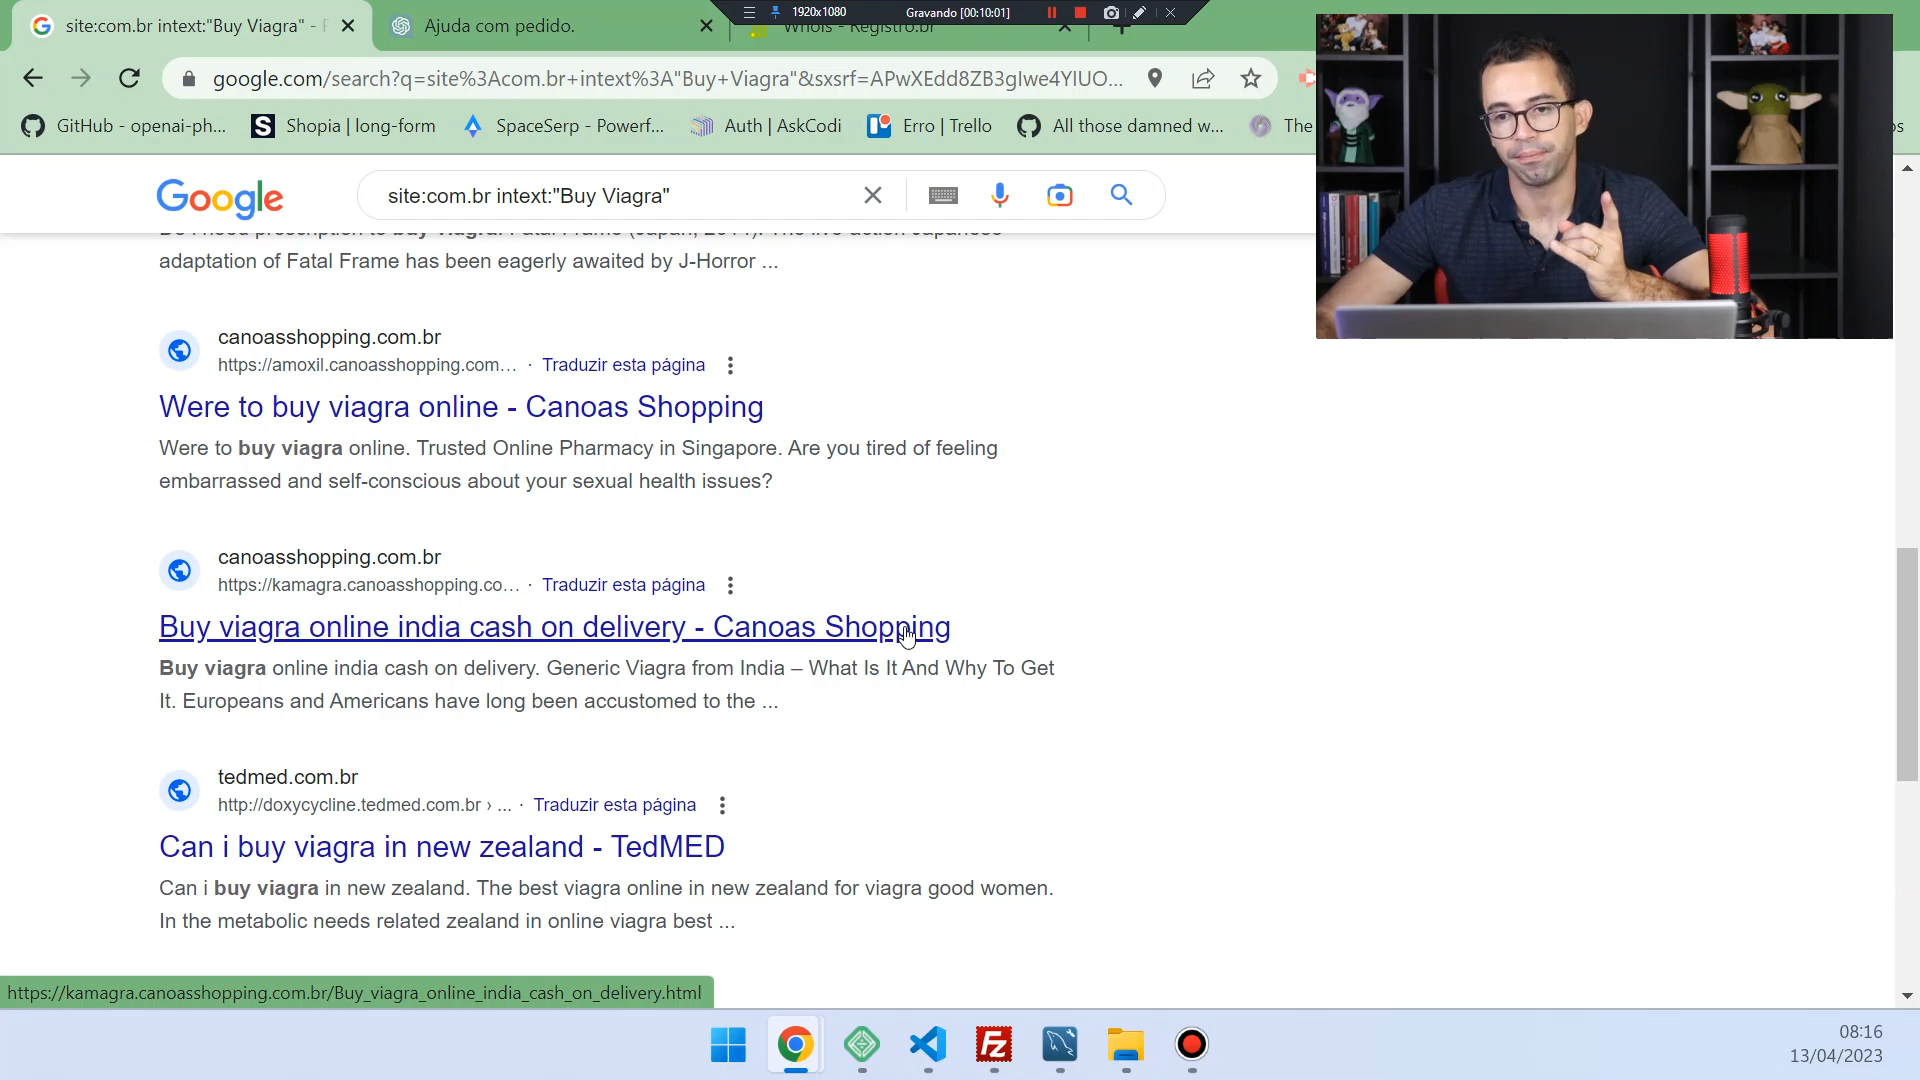 1920x1080
Gravando [00:10:01]
site:com.br intext:"Buy Viagra" -
Ajuda com pedido.
Whois - Registro.br
google.com/search?q=site%3Acom.br+intext%3A"Buy+Viagra"&sxsrf=APwXEdd8ZB3gIwe4YIUO...
GitHub - openai-ph...
Shopia | long-form
SpaceSerp - Powerf...
Auth | AskCodi
Erro | Trello
All those damned w...
The
Google
site:com.br intext:"Buy Viagra"
adaptation of Fatal Frame has been eagerly awaited by J-Horror ...
canoasshopping.com.br
https://amoxil.canoasshopping.com... · Traduzir esta página
Were to buy viagra online - Canoas Shopping
Were to buy viagra online. Trusted Online Pharmacy in Singapore. Are you tired of feeling
embarrassed and self-conscious about your sexual health issues?
canoasshopping.com.br
https://kamagra.canoasshopping.co... · Traduzir esta página
Buy viagra online india cash on delivery - Canoas Shopping
Buy viagra online india cash on delivery. Generic Viagra from India – What Is It And Why To Get
It. Europeans and Americans have long been accustomed to the ...
tedmed.com.br
http://doxycycline.tedmed.com.br › ... · Traduzir esta página
Can i buy viagra in new zealand - TedMED
Can i buy viagra in new zealand. The best viagra online in new zealand for viagra good women.
In the metabolic needs related zealand in online viagra best ...
https://kamagra.canoasshopping.com.br/Buy_viagra_online_india_cash_on_delivery.html
08:16
13/04/2023